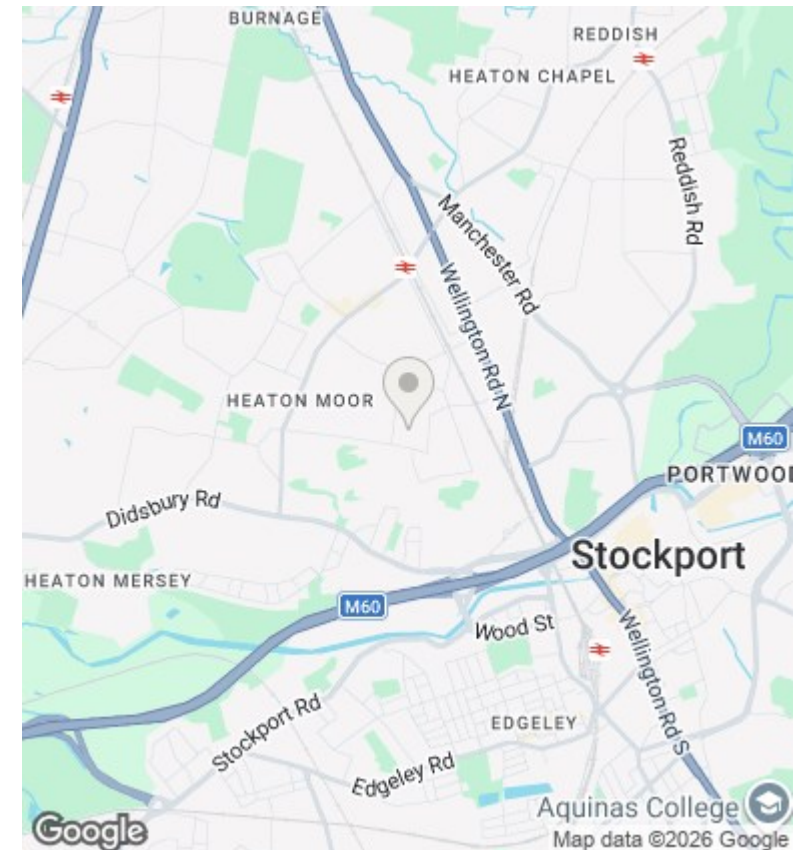 BURNAGE
REDDISH
HEATON CHAPEL
Reddish Rd
Manchester Rd
Wellington Rd N
HEATON MOOR
M60
PORTWOOD
Didsbury Rd
Stockport
HEATON MERSEY
M60
Wood St
Wellington Rd S
Stockport Rd
EDGELEY
Edgeley Rd
Aquinas College
Google
Map data ©2026 Google